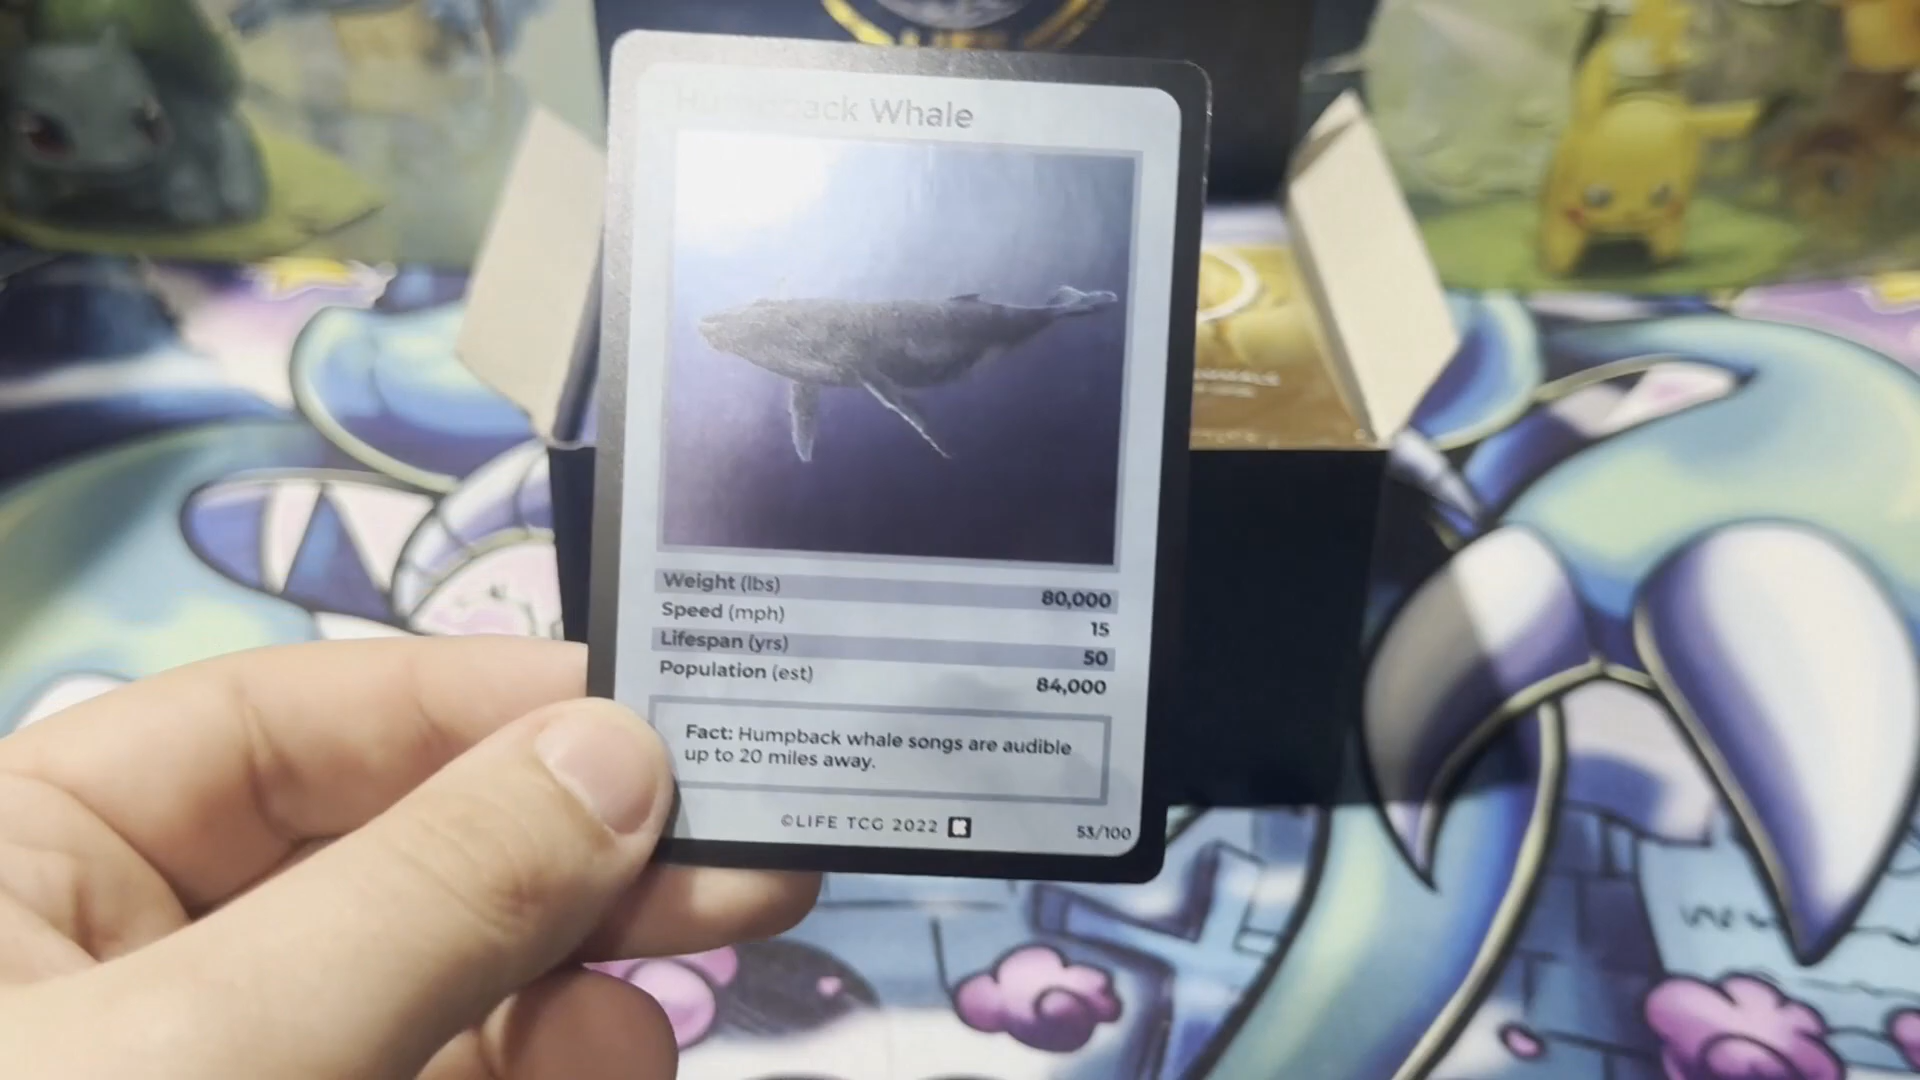 Humpback Whale
Weight (lbs) 80,000
Speed (mph) 15
Lifespan (yrs) 50
Population (est) 84,000
Fact: Humpback whale songs are audible
up to 20 miles away.
©LIFE TCG 2022
53/100